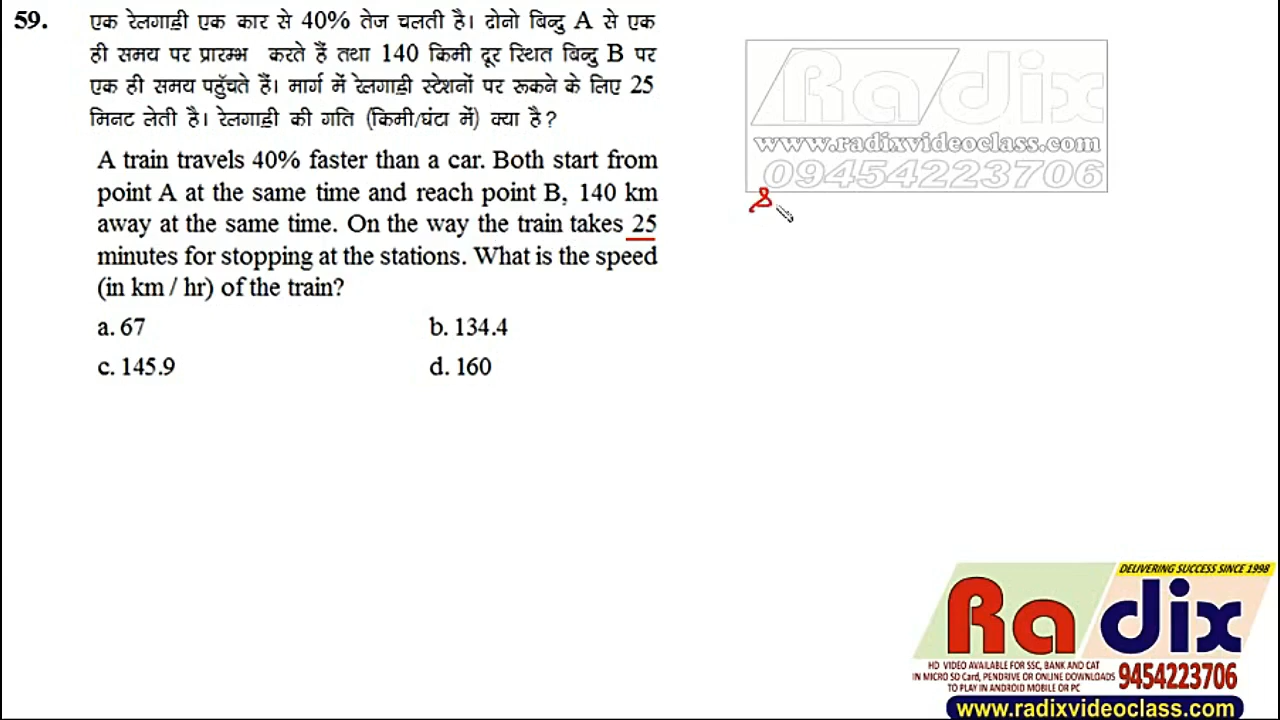 59. एक रेलगाड़ी एक कार से 40% तेज चलती है। दोनो बिन्दु A से एक
ही समय पर प्रारम्भ करते हैं तथा 140 किमी दूर स्थित बिन्दु B पर
एक ही समय पहुँचते हैं। मार्ग में रेलगाड़ी स्टेशनों पर रूकने के लिए 25
मिनट लेती है। रेलगाड़ी की गति (किमी/घंटा में) क्या है?
A train travels 40% faster than a car. Both start from
point A at the same time and reach point B, 140 km
away at the same time. On the way the train takes 25
minutes for stopping at the stations. What is the speed
(in km / hr) of the train?
a. 67 b. 134.4
c. 145.9 d. 160
Radix
www.radixvideoclass.com
09454223706
DELIVERING SUCCESS SINCE 1998
Radix
HD VIDEO AVAILABLE FOR SSC, BANK AND CAT
IN MICRO SD Card, PENDRIVE OR ONLINE DOWNLOADS
TO PLAY IN ANDROID MOBILE OR PC
9454223706
www.radixvideoclass.com